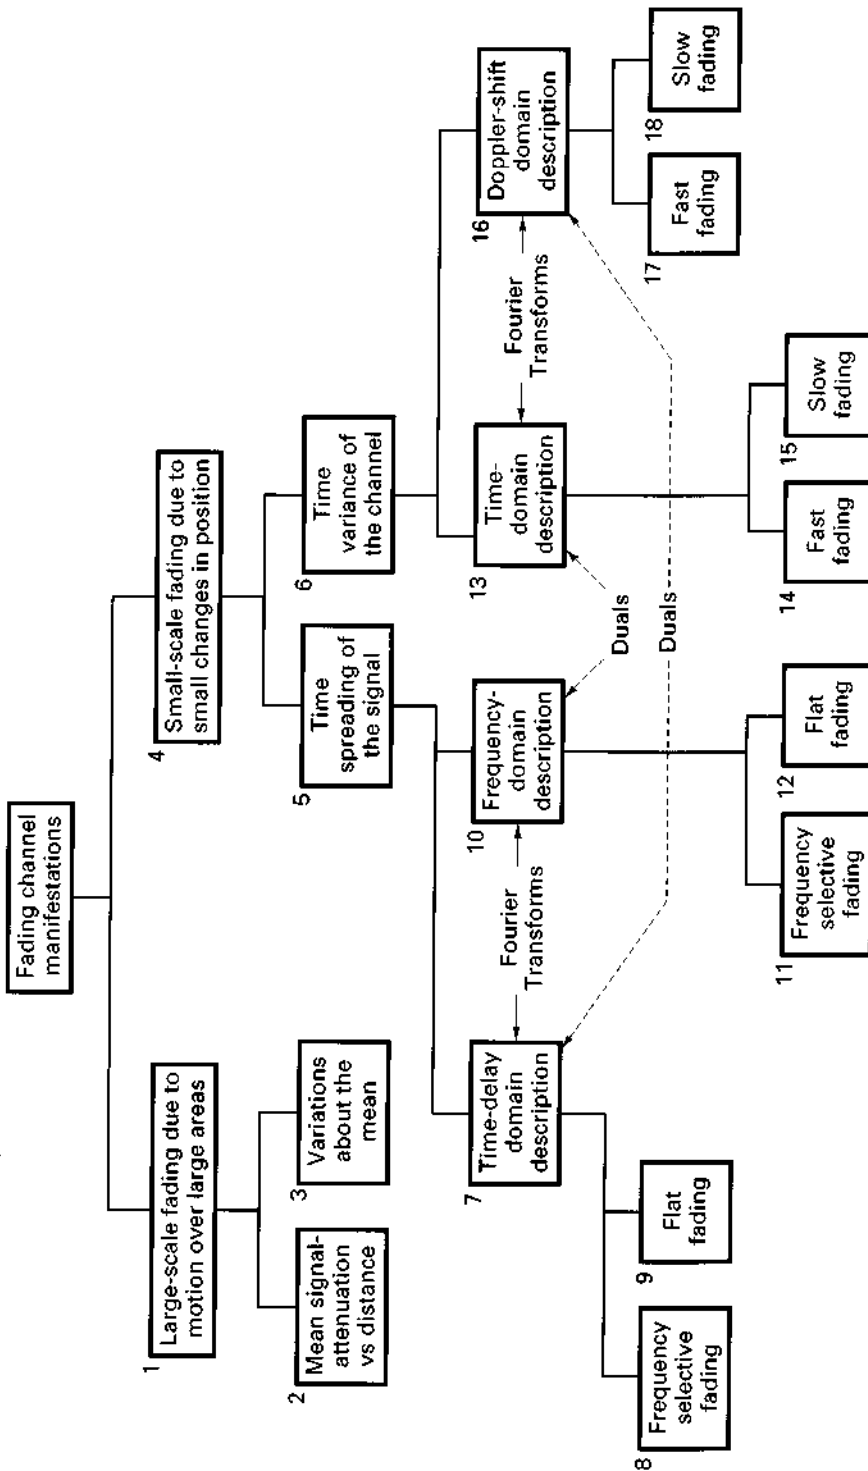 Fading channel
manifestations
1
Large-scale fading due to
motion over large areas
2
Mean signal-
attenuation
vs distance
3
Variations
about the
mean
4
Small-scale fading due to
small changes in position
5
Time
spreading of
the signal
6
Time
variance of
the channel
7
Time-delay
domain
description
Fourier
Transforms
10
Frequency-
domain
description
Duals
13
Time-
domain
description
Fourier
Transforms
16
Doppler-shift
domain
description
Duals
8
Frequency
selective
fading
9
Flat
fading
11
Frequency
selective
fading
12
Flat
fading
14
Fast
fading
15
Slow
fading
17
Fast
fading
18
Slow
fading